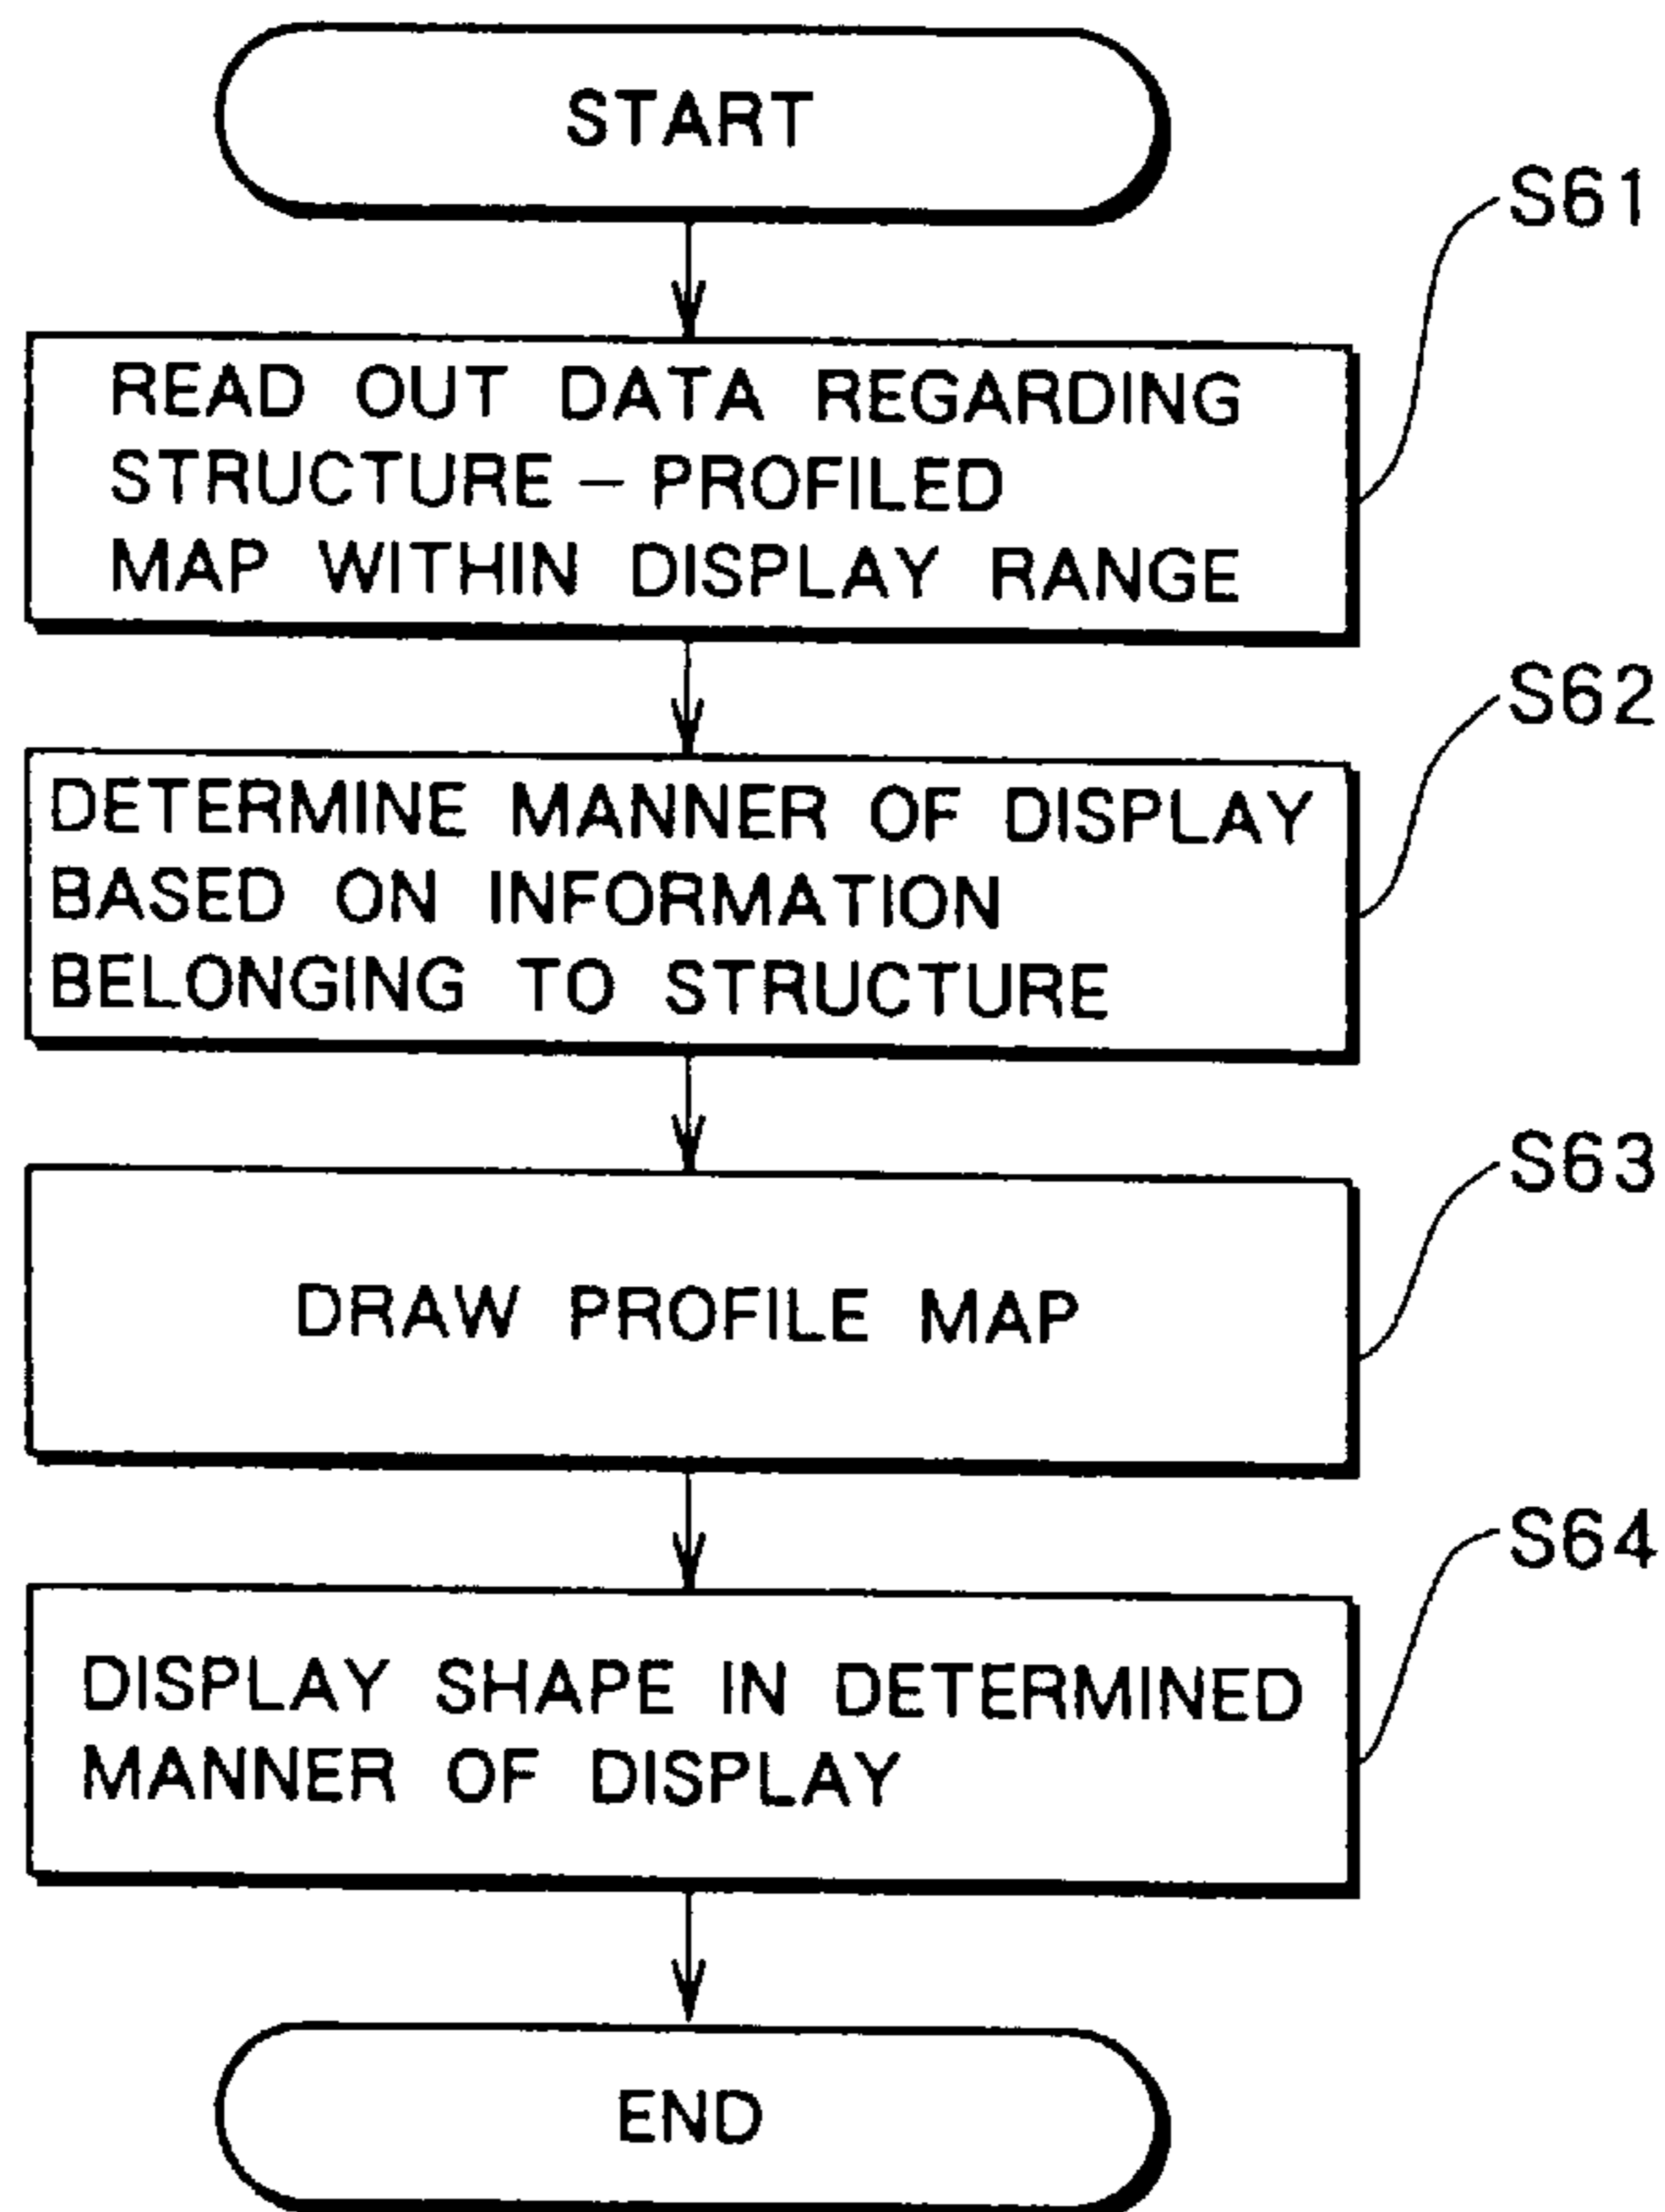 START
S61
READ OUT DATA REGARDING
STRUCTURE – PROFILED
MAP WITHIN DISPLAY RANGE
S62
DETERMINE MANNER OF DISPLAY
BASED ON INFORMATION
BELONGING TO STRUCTURE
S63
DRAW PROFILE MAP
S64
DISPLAY SHAPE IN DETERMINED
MANNER OF DISPLAY
END